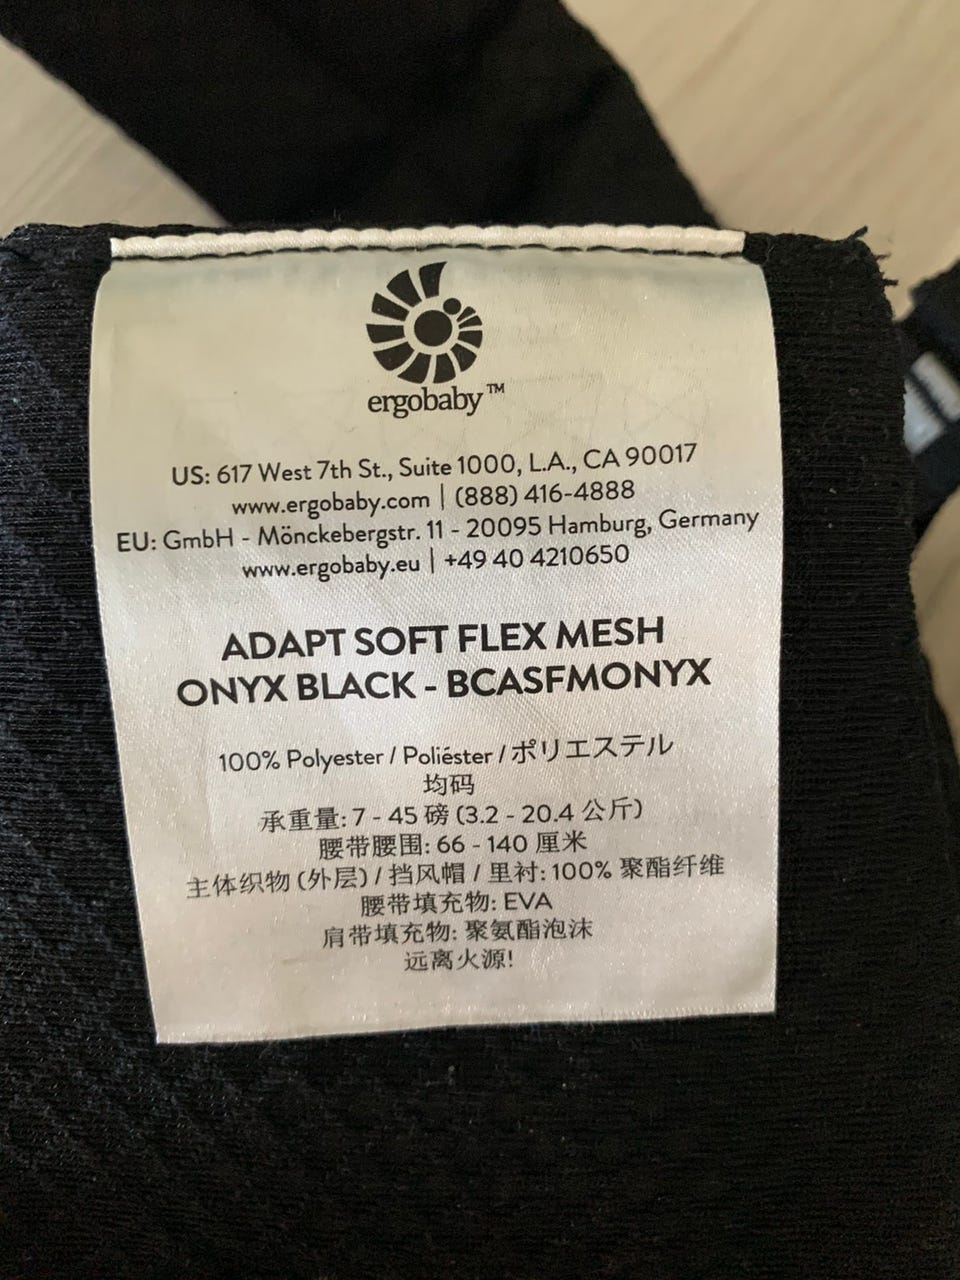 ergobaby™
US: 617 West 7th St., Suite 1000, L.A., CA 90017
www.ergobaby.com | (888) 416-4888
EU: GmbH - Mönckebergstr. 11 - 20095 Hamburg, Germany
www.ergobaby.eu | +49 40 4210650
ADAPT SOFT FLEX MESH
ONYX BLACK - BCASFMONYX
100% Polyester / Poliéster / ポリエステル
均码
承重量: 7 - 45 磅 (3.2 - 20.4 公斤)
腰带腰围: 66 - 140 厘米
主体织物 (外层) / 挡风帽 / 里衬: 100% 聚酯纤维
腰带填充物: EVA
肩带填充物: 聚氨酯泡沫
远离火源!